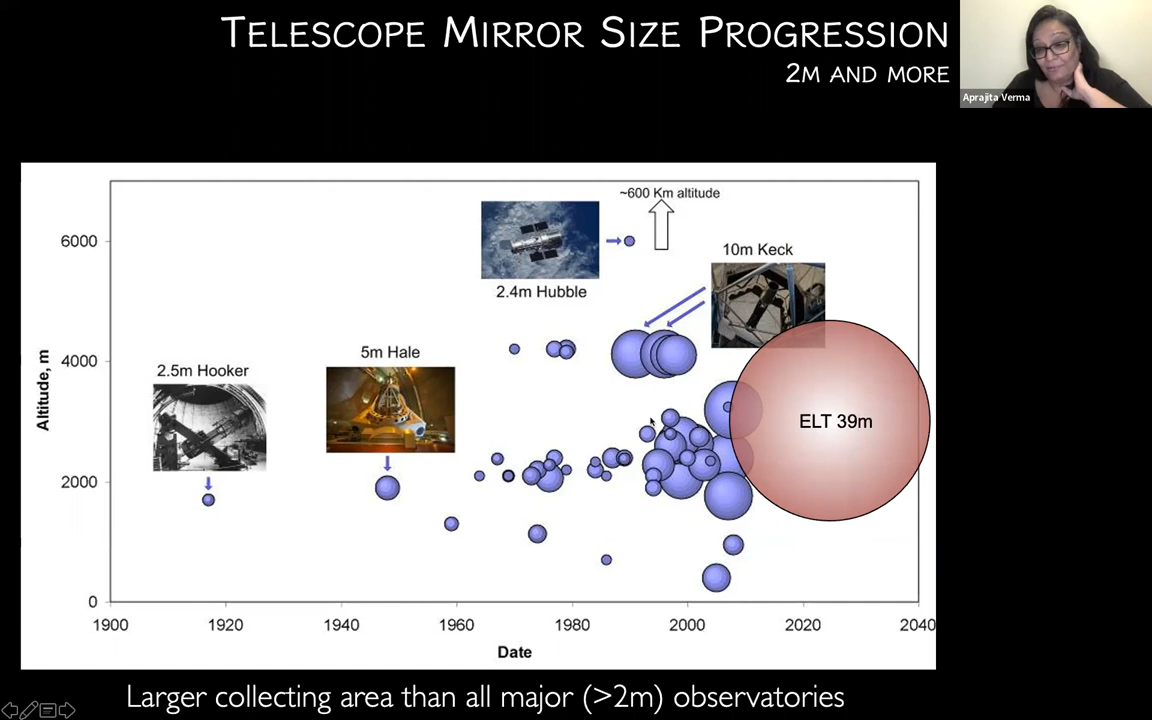 TELESCOPE MIRROR SIZE PROGRESSION
2M AND MORE
Aprajita Verma
~600 Km altitude
6000
10m Keck
2.4m Hubble
4000
5m Hale
2.5m Hooker
Altitude, m
ELT 39m
2000
0
1900 1920 1940 1960 1980 2000 2020 2040
Date
Larger collecting area than all major (>2m) observatories